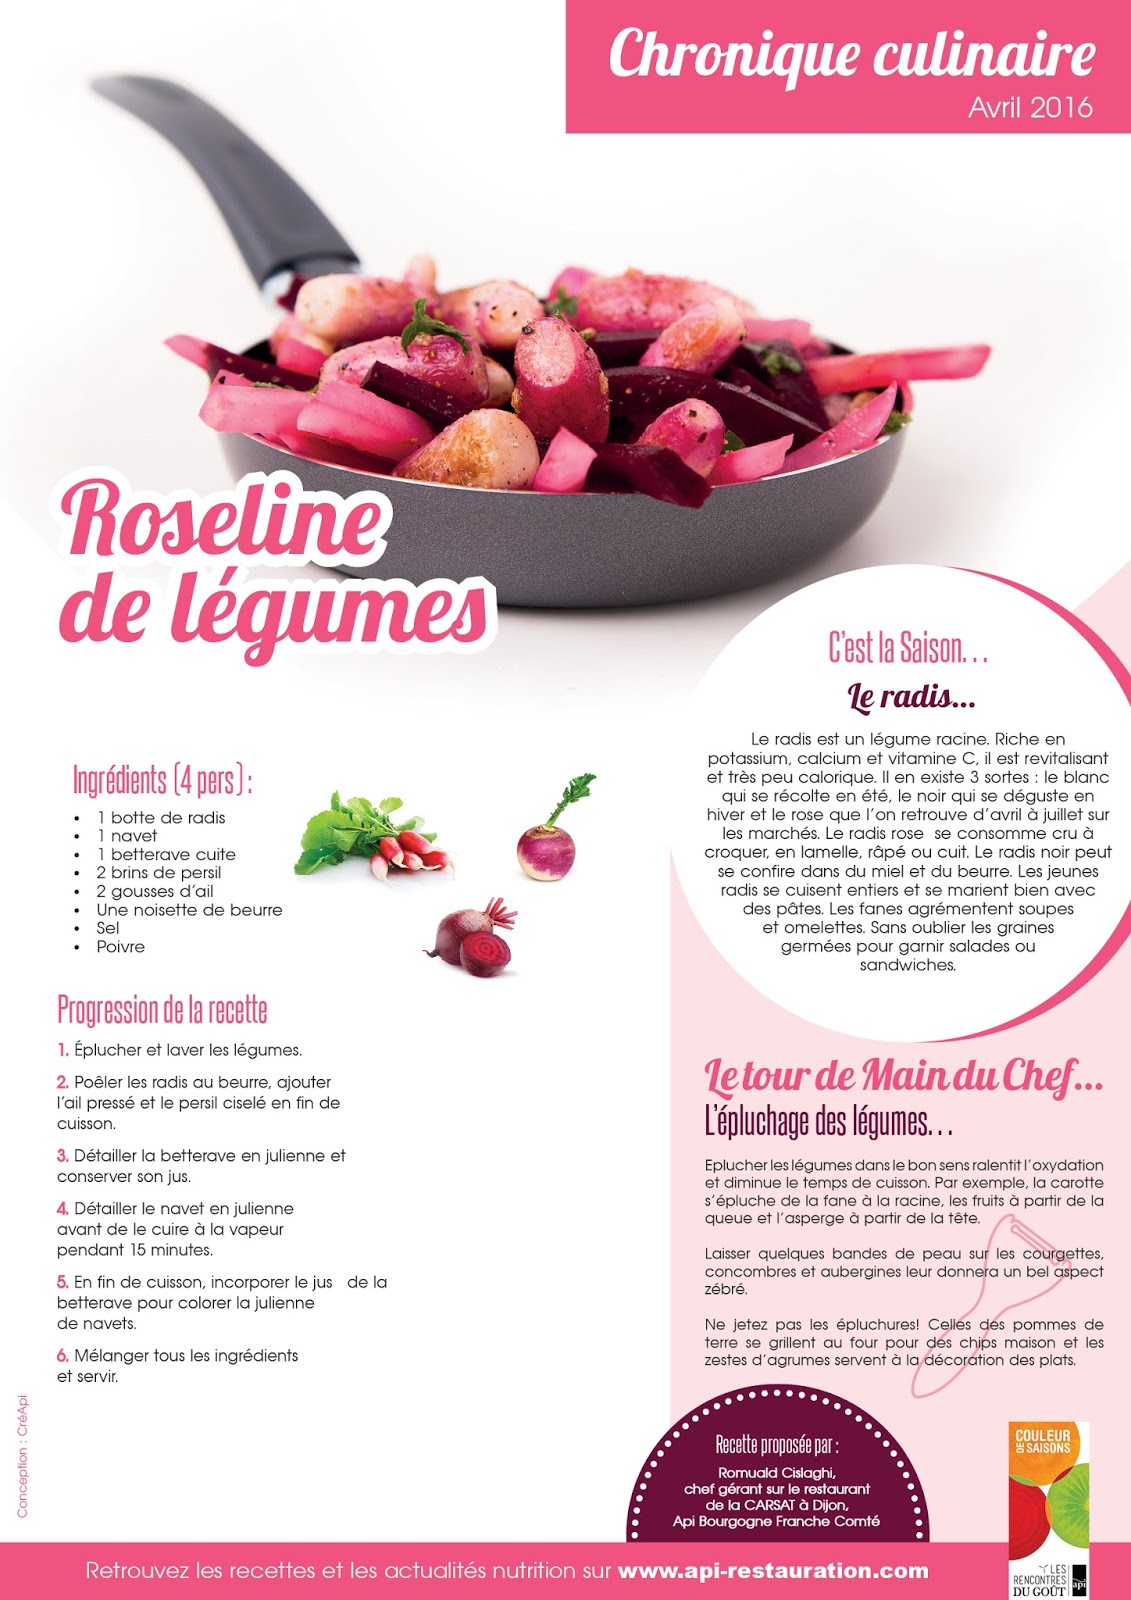 Chronique culinaire
Avril 2016
Roseline
de légumes
Ingrédients (4 pers) :
• 1 botte de radis
• 1 navet
• 1 betterave cuite
• 2 brins de persil
• 2 gousses d'ail
• Une noisette de beurre
• Sel
• Poivre
Progression de la recette
1. Éplucher et laver les légumes.
2. Poêler les radis au beurre, ajouter
l'ail pressé et le persil ciselé en fin de
cuisson.
3. Détailler la betterave en julienne et
conserver son jus.
4. Détailler le navet en julienne
avant de le cuire à la vapeur
pendant 15 minutes.
5. En fin de cuisson, incorporer le jus de la
betterave pour colorer la julienne
de navets.
6. Mélanger tous les ingrédients
et servir.
C'est la Saison...
Le radis...
Le radis est un légume racine. Riche en
potassium, calcium et vitamine C, il est revitalisant
et très peu calorique. Il en existe 3 sortes : le blanc
qui se récolte en été, le noir qui se déguste en
hiver et le rose que l'on retrouve d'avril à juillet sur
les marchés. Le radis rose se consomme cru à
croquer, en lamelle, râpé ou cuit. Le radis noir peut
se confire dans du miel et du beurre. Les jeunes
radis se cuisent entiers et se marient bien avec
des pâtes. Les fanes agrémentent soupes
et omelettes. Sans oublier les graines
germées pour garnir salades ou
sandwiches.
Le tour de Main du Chef...
L'épluchage des légumes...
Eplucher les légumes dans le bon sens ralentit l'oxydation
et diminue le temps de cuisson. Par exemple, la carotte
s'épluche de la fane à la racine, les fruits à partir de la
queue et l'asperge à partir de la tête.
Laisser quelques bandes de peau sur les courgettes,
concombres et aubergines leur donnera un bel aspect
zébré.
Ne jetez pas les épluchures! Celles des pommes de
terre se grillent au four pour des chips maison et les
zestes d'agrumes servent à la décoration des plats.
Recette proposée par :
Romuald Cislaghi,
chef gérant sur le restaurant
de la CARSAT à Dijon,
Api Bourgogne Franche Comté
COULEUR
DE SAISONS
LES
RENCONTRES
DU GOÛT
api
Conception : CréApi
Retrouvez les recettes et les actualités nutrition sur www.api-restauration.com